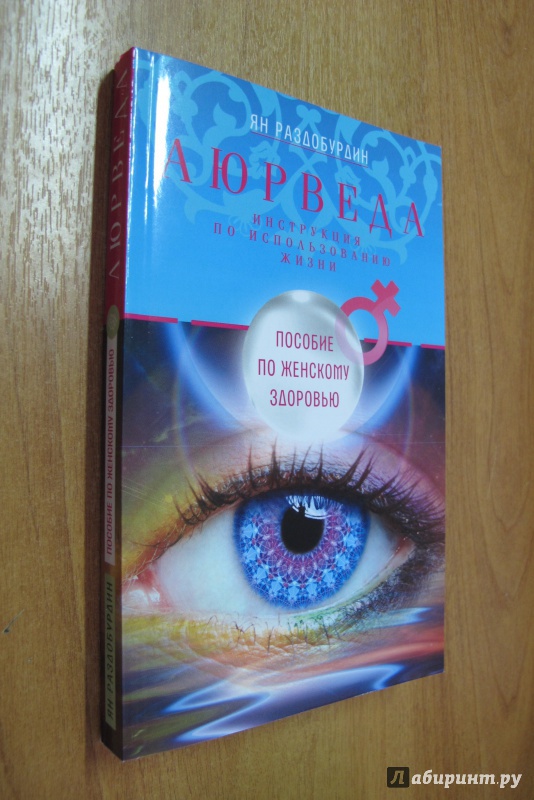 ЯН РАЗДОБУРДИН
АЮРВЕДА
ИНСТРУКЦИЯ
ПО ИСПОЛЬЗОВАНИЮ
ЖИЗНИ
ПОСОБИЕ
ПО ЖЕНСКОМУ
ЗДОРОВЬЮ
ЯН РАЗДОБУРДИН ПОСОБИЕ ПО ЖЕНСКОМУ ЗДОРОВЬЮ АЮРВЕДА
Лабиринт.ру